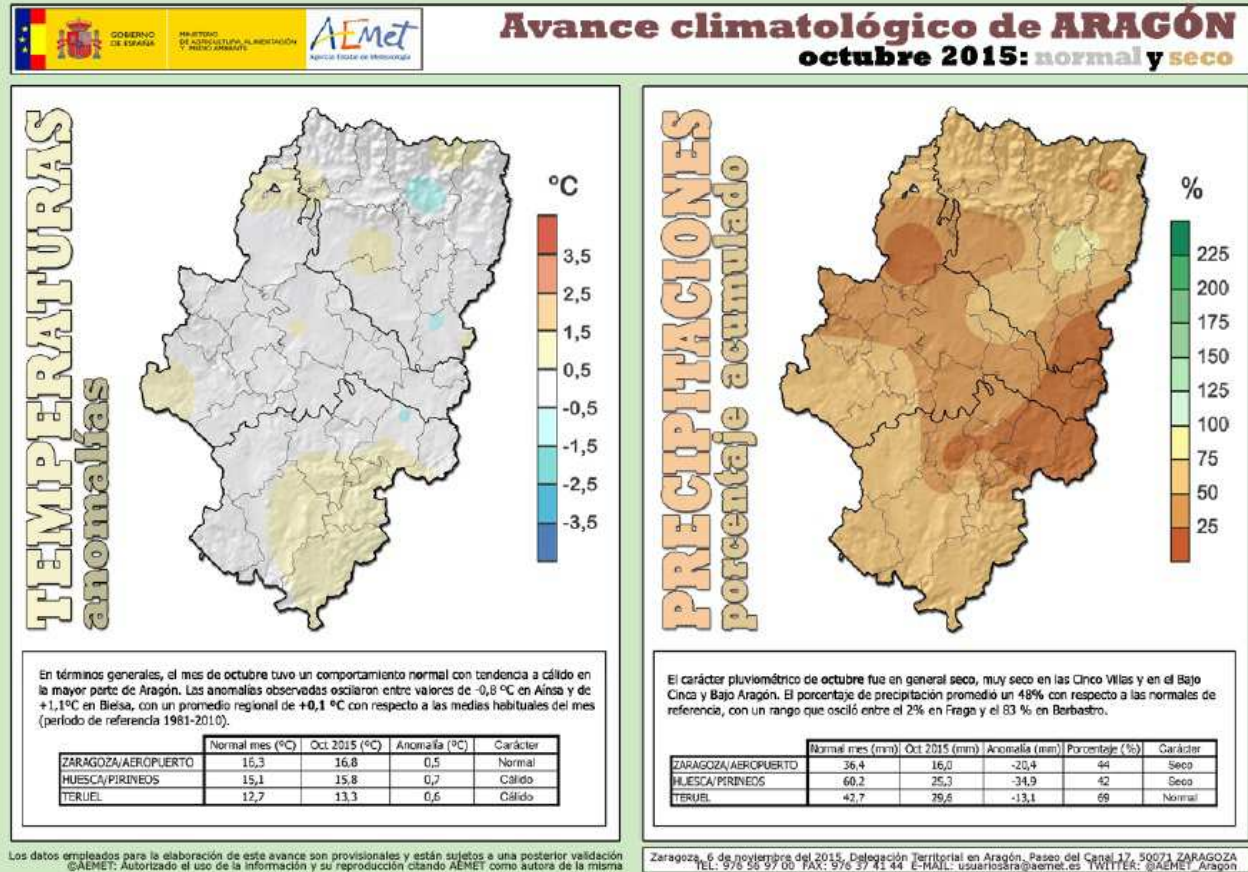 GOBIERNO
DE ESPAÑA
MINISTERIO
DE AGRICULTURA, ALIMENTACIÓN
Y MEDIO AMBIENTE
AEmet
Agencia Estatal de Meteorología
Avance climatológico de ARAGÓN
octubre 2015: normal y seco
TEMPERATURAS
anomalías
ºC
3,5
2,5
1,5
0,5
-0,5
-1,5
-2,5
-3,5
En términos generales, el mes de octubre tuvo un comportamiento normal con tendencia a cálido en
la mayor parte de Aragón. Las anomalías observadas oscilaron entre valores de -0,8 ºC en Aínsa y de
+1,1ºC en Bielsa, con un promedio regional de +0,1 ºC con respecto a las medias habituales del mes
(período de referencia 1981-2010).
Normal mes (ºC) Oct 2015 (ºC) Anomalía (ºC) Carácter
ZARAGOZA/AEROPUERTO 16,3 16,8 0,5 Normal
HUESCA/PIRINEOS 15,1 15,8 0,7 Cálido
TERUEL 12,7 13,3 0,6 Cálido
PRECIPITACIONES
porcentaje acumulado
%
225
200
175
150
125
100
75
50
25
El carácter pluviométrico de octubre fue en general seco, muy seco en las Cinco Villas y en el Bajo
Cinca y Bajo Aragón. El porcentaje de precipitación promedió un 48% con respecto a las normales de
referencia, con un rango que osciló entre el 2% en Fraga y el 83 % en Barbastro.
Normal mes (mm) Oct 2015 (mm) Anomalía (mm) Porcentaje (%) Carácter
ZARAGOZA/AEROPUERTO 36,4 16,0 -20,4 44 Seco
HUESCA/PIRINEOS 60,2 25,3 -34,9 42 Seco
TERUEL 42,7 29,6 -13,1 69 Normal
Los datos empleados para la elaboración de este avance son provisionales y están sujetos a una posterior validación
©AEMET: Autorizado el uso de la información y su reproducción citando AEMET como autora de la misma
Zaragoza, 6 de noviembre del 2015. Delegación Territorial en Aragón. Paseo del Canal 17, 50071 ZARAGOZA
TEL: 976 56 97 00 FAX: 976 37 41 44 E-MAIL: usuariosara@aemet.es TWITTER: @AEMET_Aragon